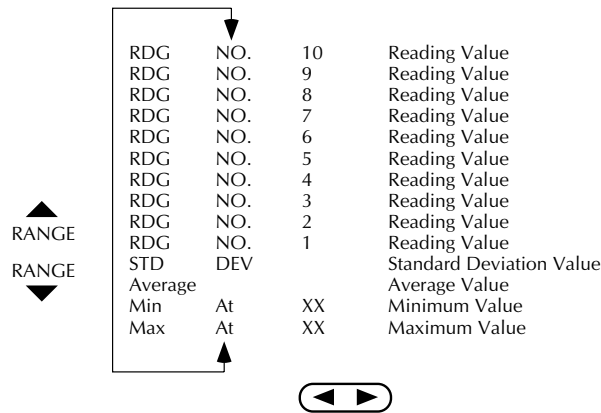 RDG NO. 10 Reading Value
RDG NO. 9 Reading Value
RDG NO. 8 Reading Value
RDG NO. 7 Reading Value
RDG NO. 6 Reading Value
RDG NO. 5 Reading Value
RDG NO. 4 Reading Value
RDG NO. 3 Reading Value
RDG NO. 2 Reading Value
RDG NO. 1 Reading Value
STD DEV Standard Deviation Value
Average Average Value
Min At XX Minimum Value
Max At XX Maximum Value
RANGE
RANGE